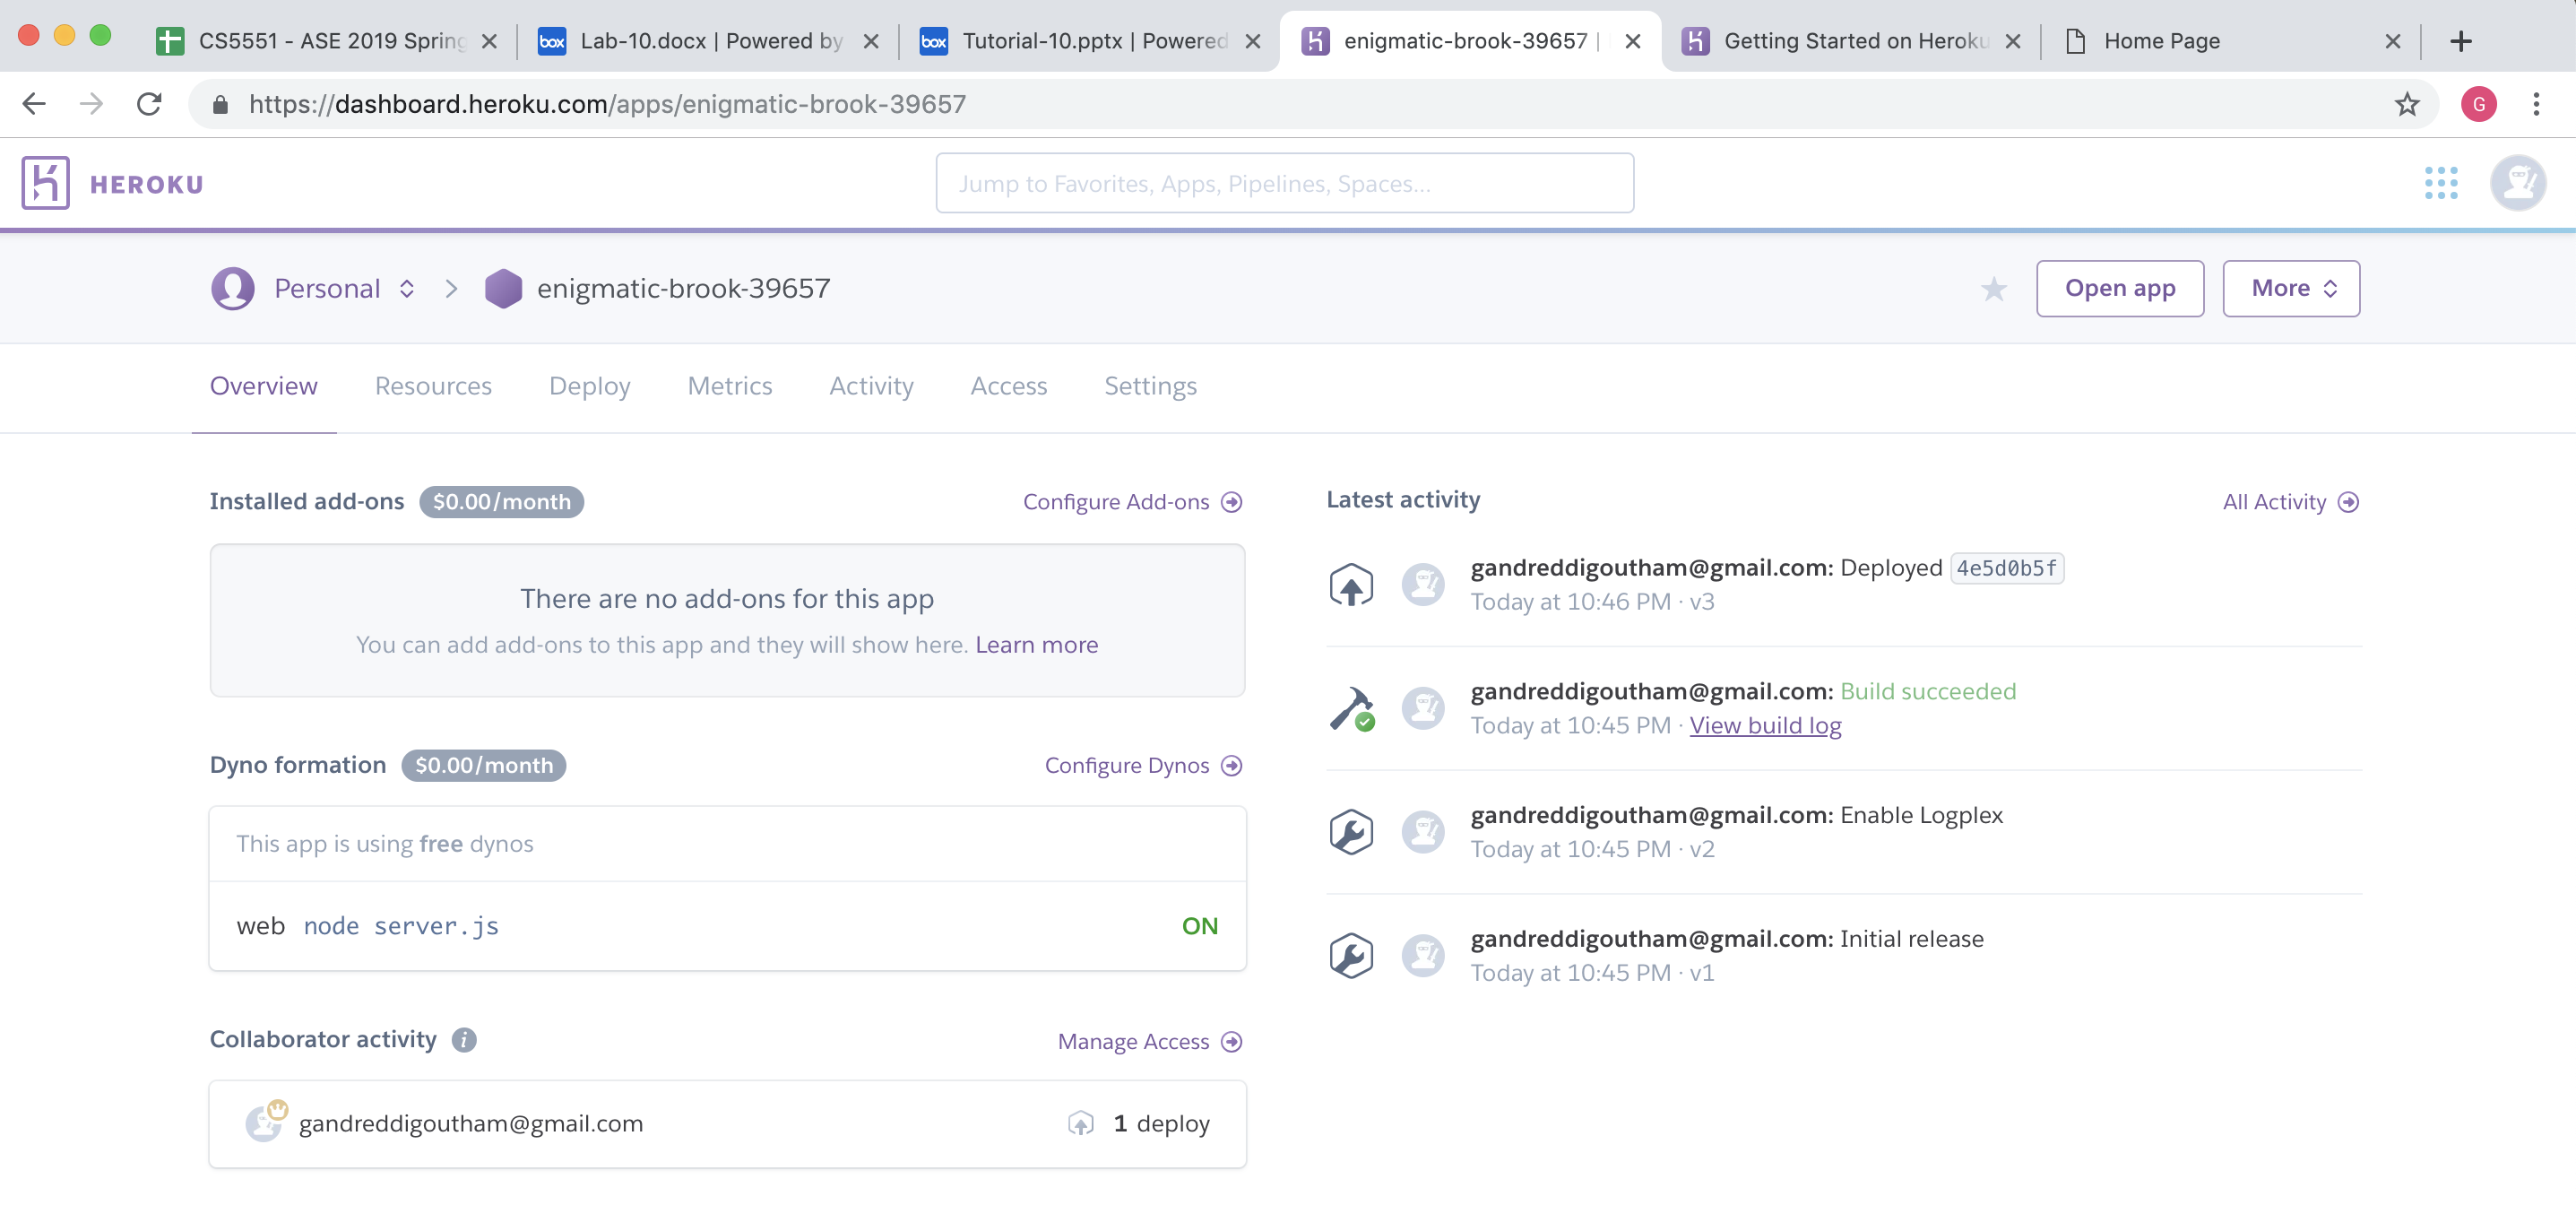 CS5551 - ASE 2019 Spring
box Lab-10.docx | Powered by
box Tutorial-10.pptx | Powered
enigmatic-brook-39657 |
Getting Started on Heroku
Home Page
https://dashboard.heroku.com/apps/enigmatic-brook-39657
G
HEROKU
Jump to Favorites, Apps, Pipelines, Spaces...
Personal
enigmatic-brook-39657
Open app
More
Overview
Resources
Deploy
Metrics
Activity
Access
Settings
Installed add-ons $0.00/month
Configure Add-ons
There are no add-ons for this app
You can add add-ons to this app and they will show here. Learn more
Dyno formation $0.00/month
Configure Dynos
This app is using free dynos
web node server.js ON
Collaborator activity i
Manage Access
gandreddigoutham@gmail.com 1 deploy
Latest activity
All Activity
gandreddigoutham@gmail.com: Deployed 4e5d0b5f
Today at 10:46 PM · v3
gandreddigoutham@gmail.com: Build succeeded
Today at 10:45 PM · View build log
gandreddigoutham@gmail.com: Enable Logplex
Today at 10:45 PM · v2
gandreddigoutham@gmail.com: Initial release
Today at 10:45 PM · v1